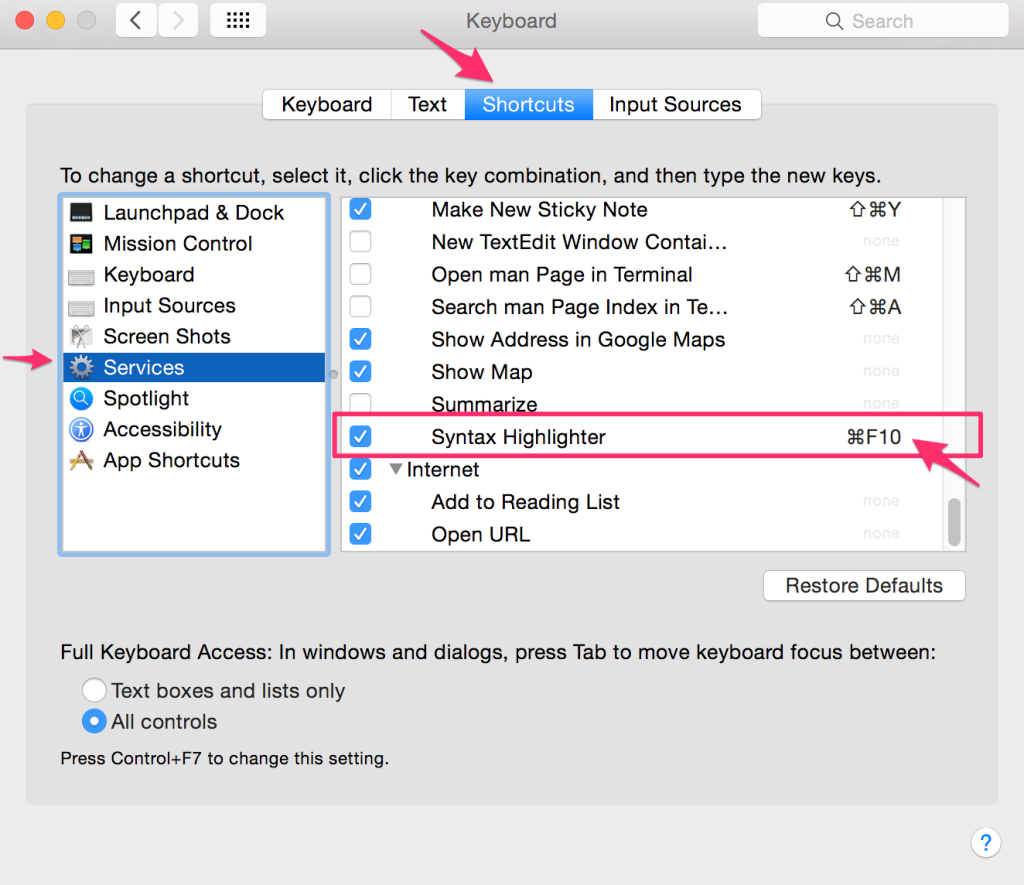 Keyboard
Search
Keyboard Text Shortcuts Input Sources
To change a shortcut, select it, click the key combination, and then type the new keys.
Launchpad & Dock
Mission Control
Keyboard
Input Sources
Screen Shots
Services
Spotlight
Accessibility
App Shortcuts
Make New Sticky Note ⇧⌘Y
New TextEdit Window Contai... none
Open man Page in Terminal ⇧⌘M
Search man Page Index in Te... ⇧⌘A
Show Address in Google Maps none
Show Map none
Summarize none
Syntax Highlighter ⌘F10
Internet
Add to Reading List none
Open URL none
Restore Defaults
Full Keyboard Access: In windows and dialogs, press Tab to move keyboard focus between:
Text boxes and lists only
All controls
Press Control+F7 to change this setting.
?